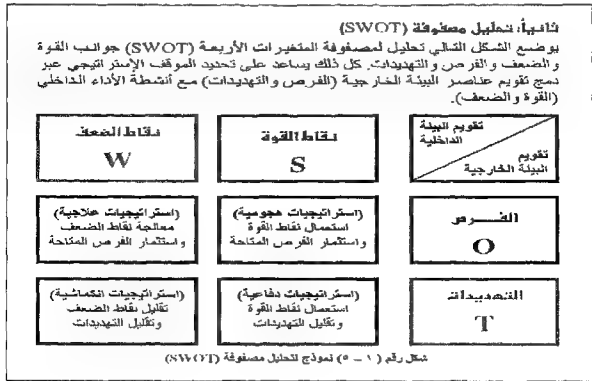 ثانياً: تحليل مصفوفة (SWOT)
يوضع الشكل التالي تحليل لمصفوفة المتغيرات الأربعة (SWOT) جوانب القوة
والضعف والفرص والتهديدات. كل ذلك يساعد على تحديد الموقف الإستراتيجي عبر
دمج تقويم عناصر البيئة الخارجية (الفرص والتهديدات) مع أنشطة الأداء الداخلي
(القوة والضعف).
تقويم البيئة
الداخلية
تقويم
البيئة الخارجية
نقاط القوة
S
نقاط الضعف
W
الفــرص
O
(استراتيجيات هجومية)
استعمال نقاط القوة
واستثمار الفرص المتاحة
(استراتيجيات علاجية)
معالجة نقاط الضعف
واستثمار الفرص المتاحة
التهديدات
T
(استراتيجيات دفاعية)
استعمال نقاط القوة
وتقليل التهديدات
(استراتيجيات انكماشية)
تقليل نقاط الضعف
وتقليل التهديدات
شكل رقم (١ – ٥) نموذج لتحليل مصفوفة (SWOT)